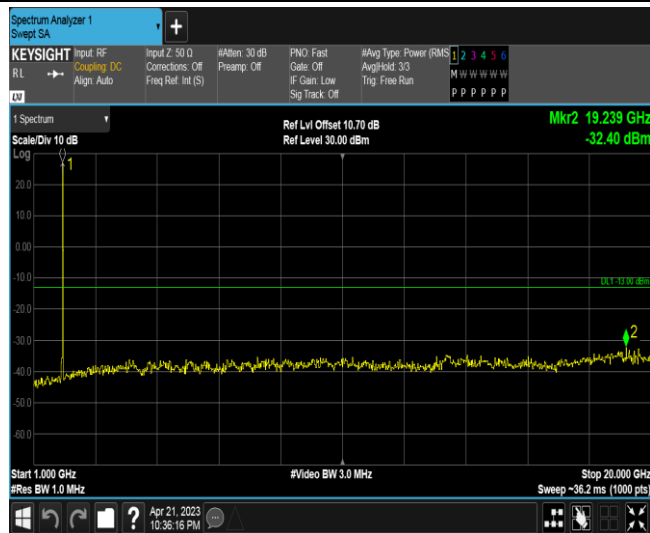 Spectrum Analyzer 1
Swept SA
+
KEYSIGHT
RL
LXI
Input: RF
Coupling: DC
Align: Auto
Input Z: 50 Ω
Corrections: Off
Freq Ref: Int (S)
#Atten: 30 dB
Preamp: Off
PNO: Fast
Gate: Off
IF Gain: Low
Sig Track: Off
#Avg Type: Power (RMS
Avg|Hold: 3/3
Trig: Free Run
1 2 3 4 5 6
M W W W W W
P P P P P P
1 Spectrum
Scale/Div 10 dB
Log
Ref Lvl Offset 10.70 dB
Ref Level 30.00 dBm
Mkr2 19.239 GHz
-32.40 dBm
1
20.0
10.0
0.00
-10.0
DL1 -13.00 dBm
-20.0
-30.0
2
-40.0
-50.0
-60.0
Start 1.000 GHz
#Video BW 3.0 MHz
Stop 20.000 GHz
#Res BW 1.0 MHz
Sweep ~36.2 ms (1000 pts)
?
Apr 21, 2023
10:36:16 PM